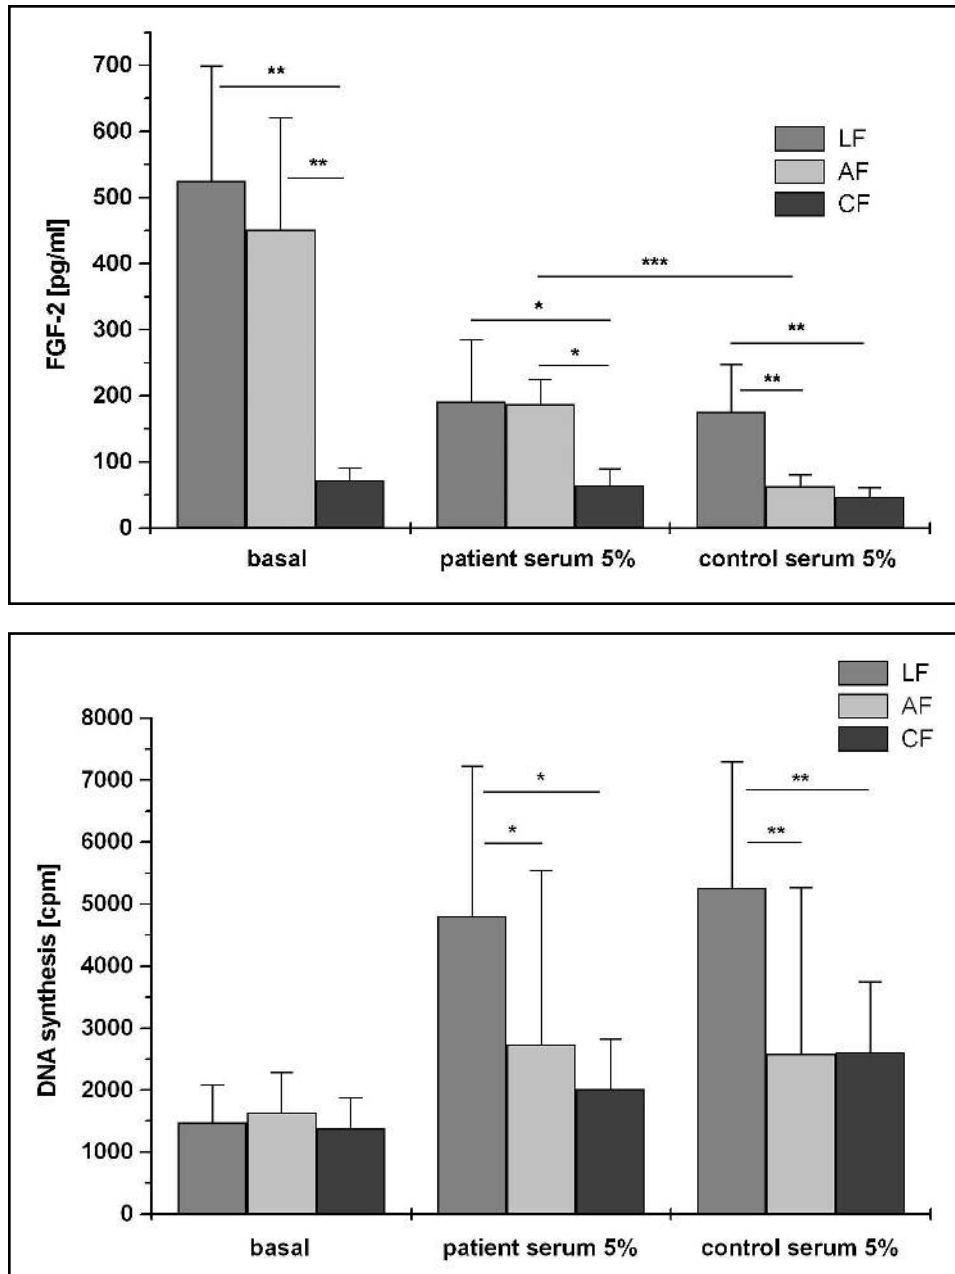 700
600
500
400
300
200
100
0
FGF-2 [pg/ml]
**
**
*
*
***
**
**
LF
AF
CF
basal
patient serum 5%
control serum 5%
LF
AF
CF
8000
7000
6000
5000
4000
3000
2000
1000
0
DNA synthesis [cpm]
*
*
**
**
basal
patient serum 5%
control serum 5%